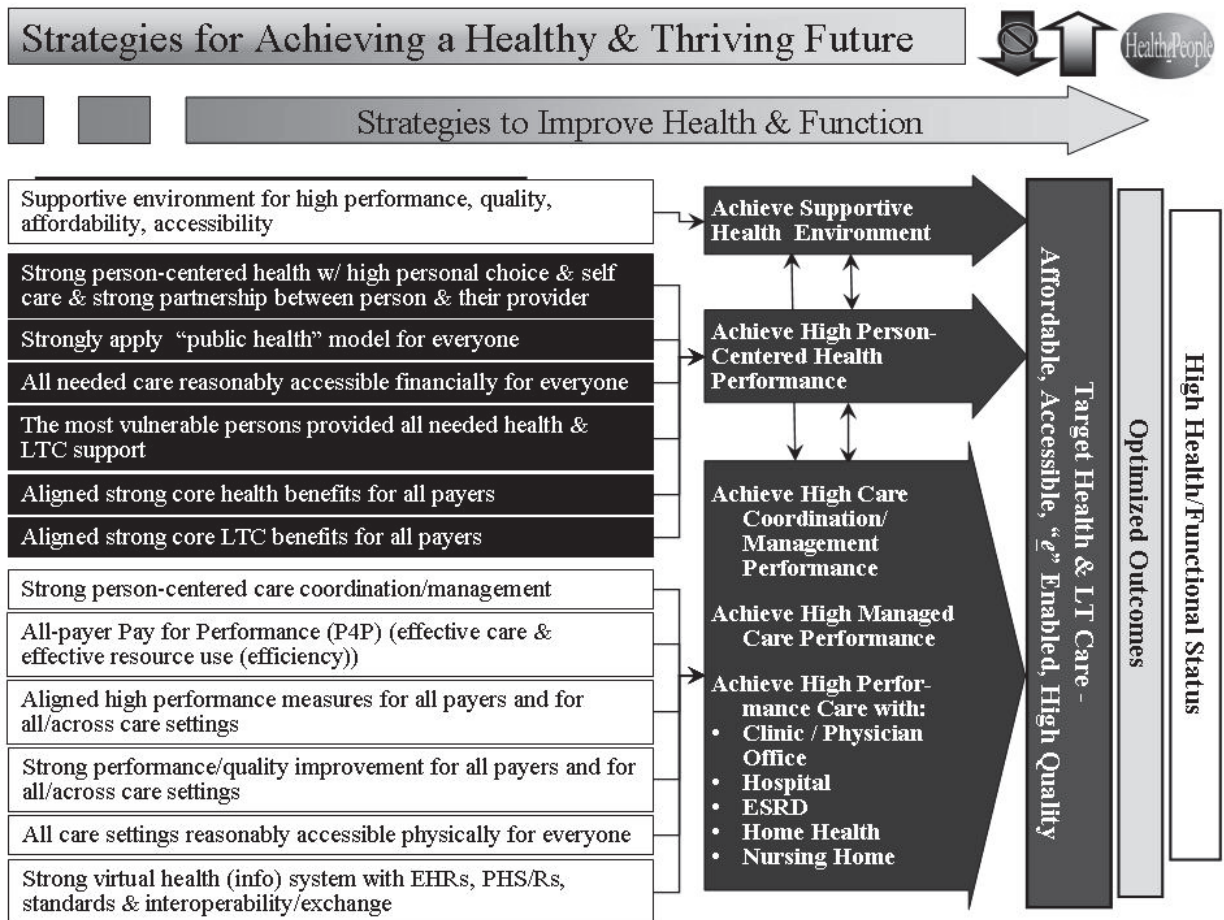 Strategies for Achieving a Healthy & Thriving Future
Health2People
Strategies to Improve Health & Function
Supportive environment for high performance, quality,
affordability, accessibility
Strong person-centered health w/ high personal choice & self
care & strong partnership between person & their provider
Strongly apply “public health” model for everyone
All needed care reasonably accessible financially for everyone
The most vulnerable persons provided all needed health &
LTC support
Aligned strong core health benefits for all payers
Aligned strong core LTC benefits for all payers
Strong person-centered care coordination/management
All-payer Pay for Performance (P4P) (effective care &
effective resource use (efficiency))
Aligned high performance measures for all payers and for
all/across care settings
Strong performance/quality improvement for all payers and for
all/across care settings
All care settings reasonably accessible physically for everyone
Strong virtual health (info) system with EHRs, PHS/Rs,
standards & interoperability/exchange
Achieve Supportive
Health Environment
Achieve High Person-
Centered Health
Performance
Achieve High Care
Coordination/
Management
Performance
Achieve High Managed
Care Performance
Achieve High Perfor-
mance Care with:
• Clinic / Physician
Office
• Hospital
• ESRD
• Home Health
• Nursing Home
Target Health & LT Care -
Affordable, Accessible, “e” Enabled, High Quality
Optimized Outcomes
High Health/Functional Status